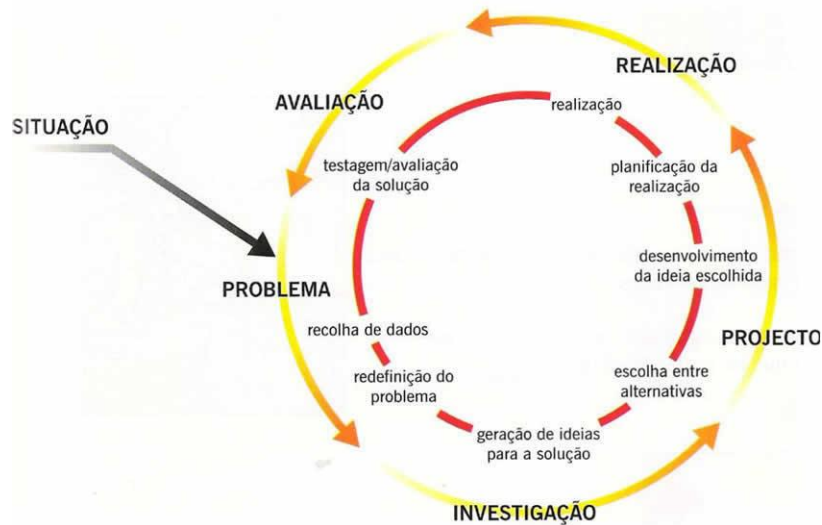 REALIZAÇÃO
AVALIAÇÃO
realização
SITUAÇÃO
testagem/avaliação
da solução
planificação da
realização
desenvolvimento
da ideia escolhida
PROBLEMA
recolha de dados
PROJECTO
redefinição do
problema
escolha entre
alternativas
geração de ideias
para a solução
INVESTIGAÇÃO